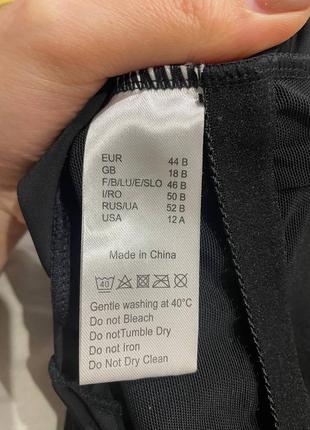 EUR 44 B
GB 18 B
F/B/LU/E/SLO 46 B
I/RO 50 B
RUS/UA 52 B
USA 12 A
Made in China
40
Gentle washing at 40°C
Do not Bleach
Do notTumble Dry
Do not Iron
Do Not Dry Clean